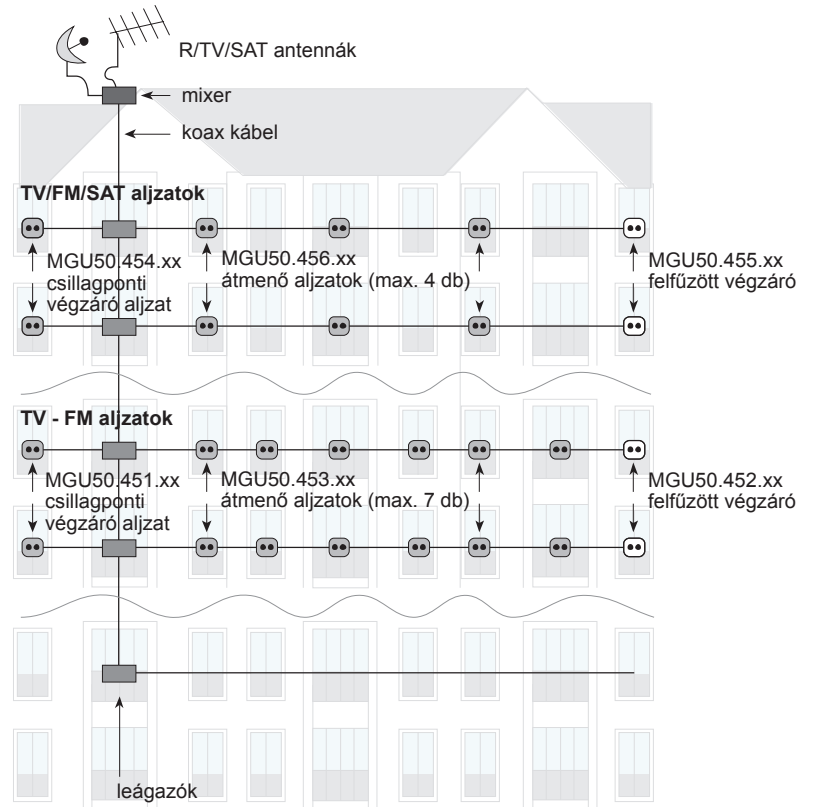 R/TV/SAT antennák
mixer
koax kábel
TV/FM/SAT aljzatok
MGU50.454.xx
csillagponti
végzáró aljzat
MGU50.456.xx
átmenő aljzatok (max. 4 db)
MGU50.455.xx
felfűzött végzáró
TV - FM aljzatok
MGU50.451.xx
csillagponti
végzáró aljzat
MGU50.453.xx
átmenő aljzatok (max. 7 db)
MGU50.452.xx
felfűzött végzáró
leágazók